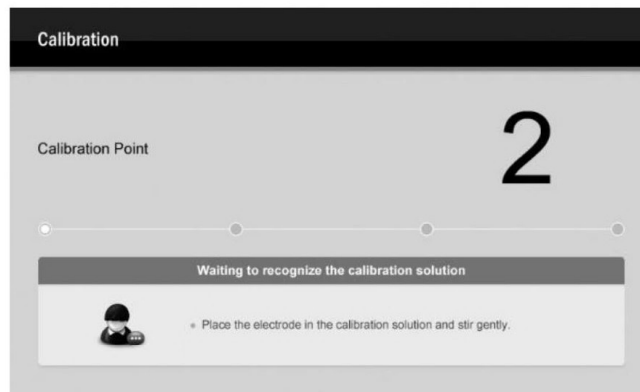 Calibration
Calibration Point
2
Waiting to recognize the calibration solution
Place the electrode in the calibration solution and stir gently.